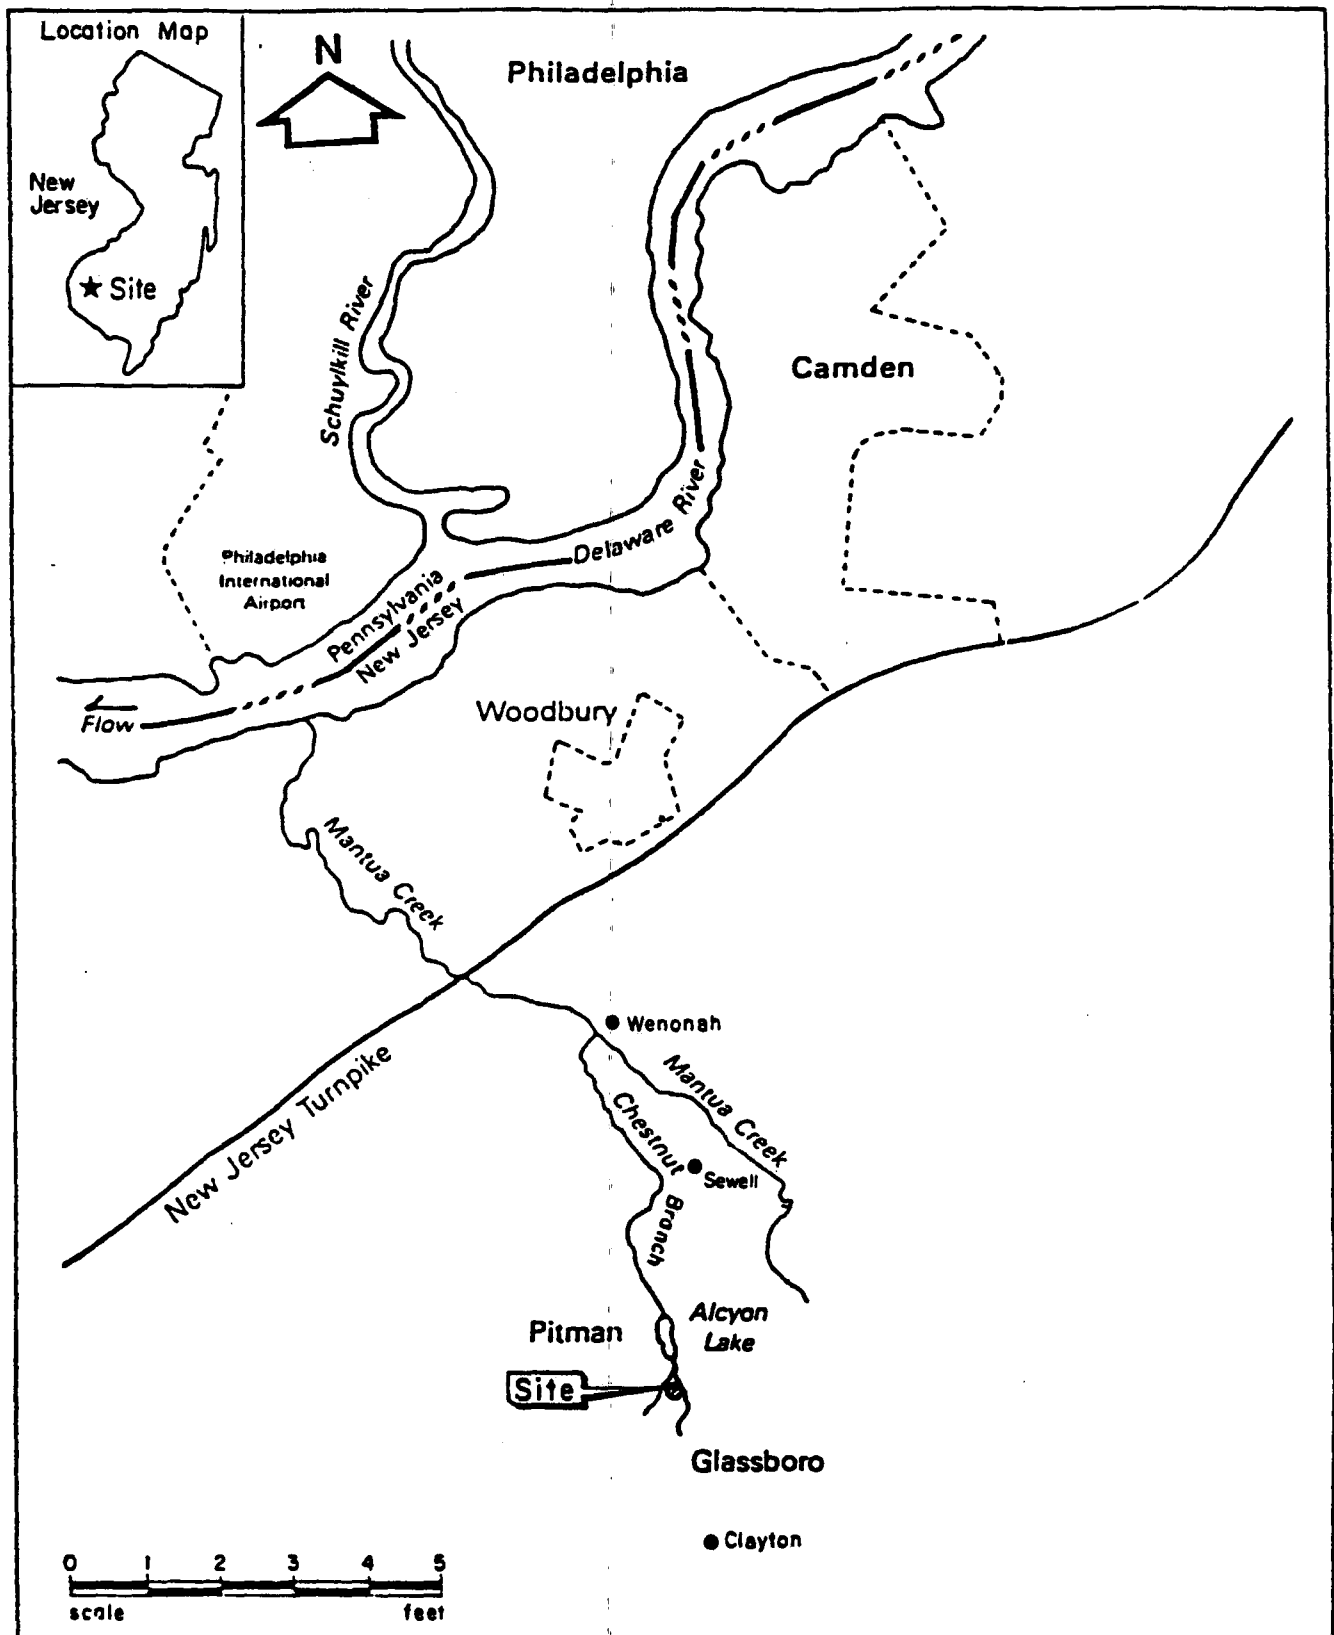 Location Map
N
Philadelphia
New
Jersey
Site
Schuylkill River
Camden
Delaware River
Philadelphia
International
Airport
Pennsylvania
New Jersey
Flow
Woodbury
Mantua Creek
Wenonah
Mantua Creek
New Jersey Turnpike
Chestnut
Sewell
Branch
Alcyon
Lake
Pitman
Site
Glassboro
Clayton
0 1 2 3 4 5
scale feet